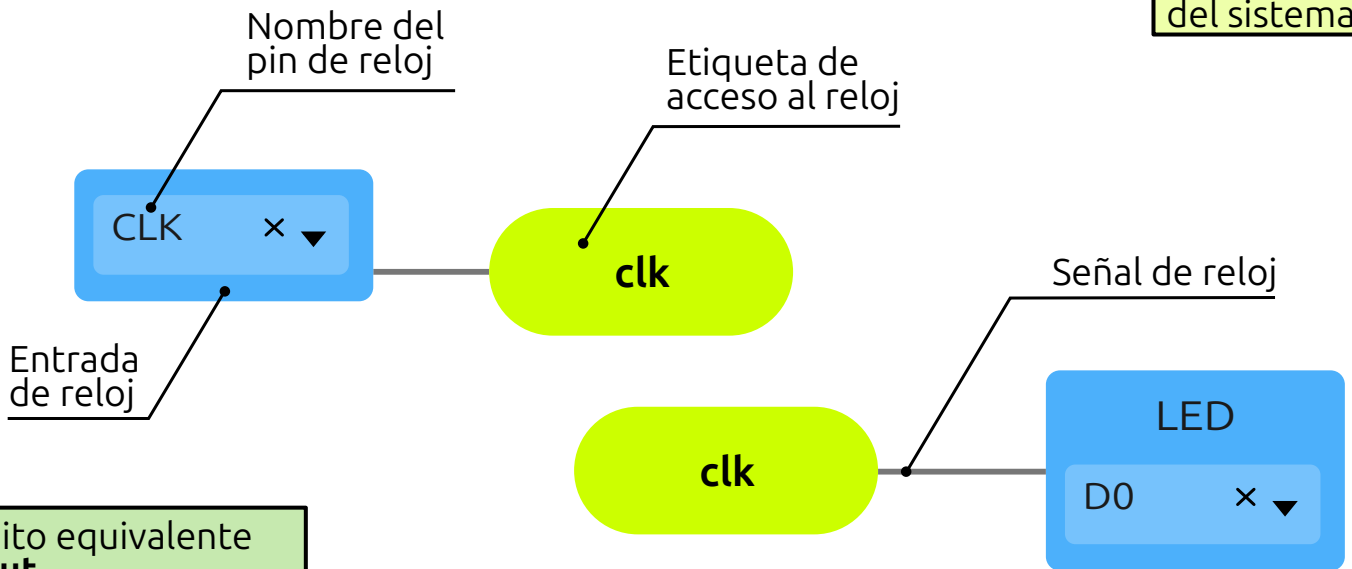 del sistema
Nombre del
pin de reloj
Etiqueta de
acceso al reloj
CLK
clk
Señal de reloj
Entrada
de reloj
LED
clk
D0
ito equivalente
ut